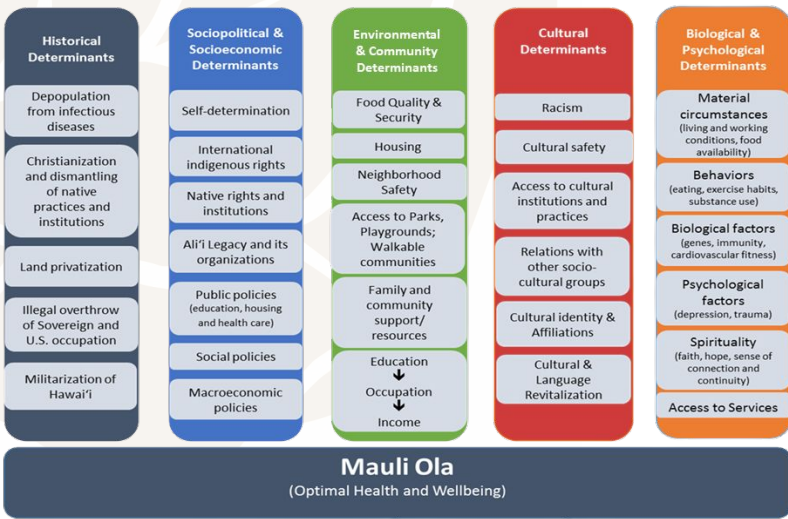 Historical
Determinants
Depopulation
from infectious
diseases
Christianization
and dismantling
of native
practices and
institutions
Land privatization
Illegal overthrow
of Sovereign and
U.S. occupation
Militarization of
Hawai‘i
Sociopolitical &
Socioeconomic
Determinants
Self-determination
International
indigenous rights
Native rights and
institutions
Ali‘i Legacy and its
organizations
Public policies
(education, housing
and health care)
Social policies
Macroeconomic
policies
Environmental
& Community
Determinants
Food Quality &
Security
Housing
Neighborhood
Safety
Access to Parks,
Playgrounds;
Walkable
communities
Family and
community
support/
resources
Education
↓
Occupation
↓
Income
Cultural
Determinants
Racism
Cultural safety
Access to cultural
institutions and
practices
Relations with
other socio-
cultural groups
Cultural identity &
Affiliations
Cultural &
Language
Revitalization
Biological &
Psychological
Determinants
Material
circumstances
(living and working
conditions, food
availability)
Behaviors
(eating, exercise habits,
substance use)
Biological factors
(genes, immunity,
cardiovascular fitness)
Psychological
factors
(depression, trauma)
Spirituality
(faith, hope, sense of
connection and
continuity)
Access to Services
Mauli Ola
(Optimal Health and Wellbeing)